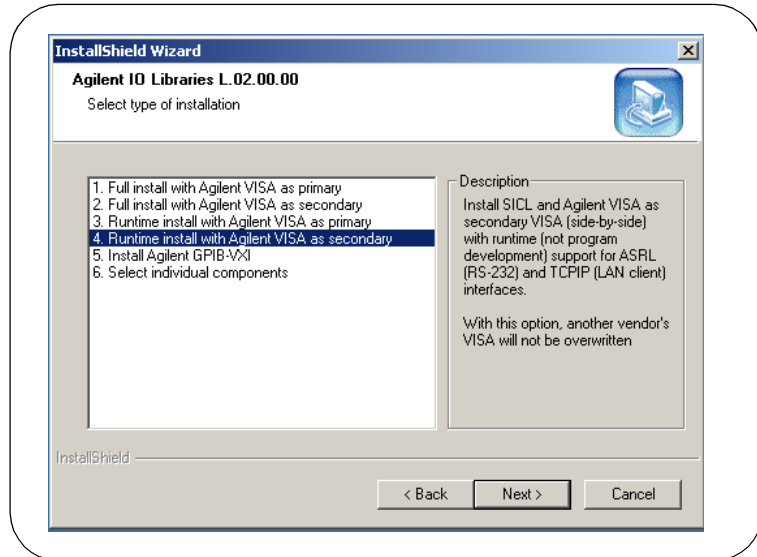 InstallShield Wizard
Agilent IO Libraries L.02.00.00
Select type of installation
1. Full install with Agilent VISA as primary
2. Full install with Agilent VISA as secondary
3. Runtime install with Agilent VISA as primary
4. Runtime install with Agilent VISA as secondary
5. Install Agilent GPIB-VXI
6. Select individual components
Description
Install SICL and Agilent VISA as
secondary VISA (side-by-side)
with runtime (not program
development) support for ASRL
(RS-232) and TCPIP (LAN client)
interfaces.
With this option, another vendor's
VISA will not be overwritten
InstallShield
< Back
Next >
Cancel